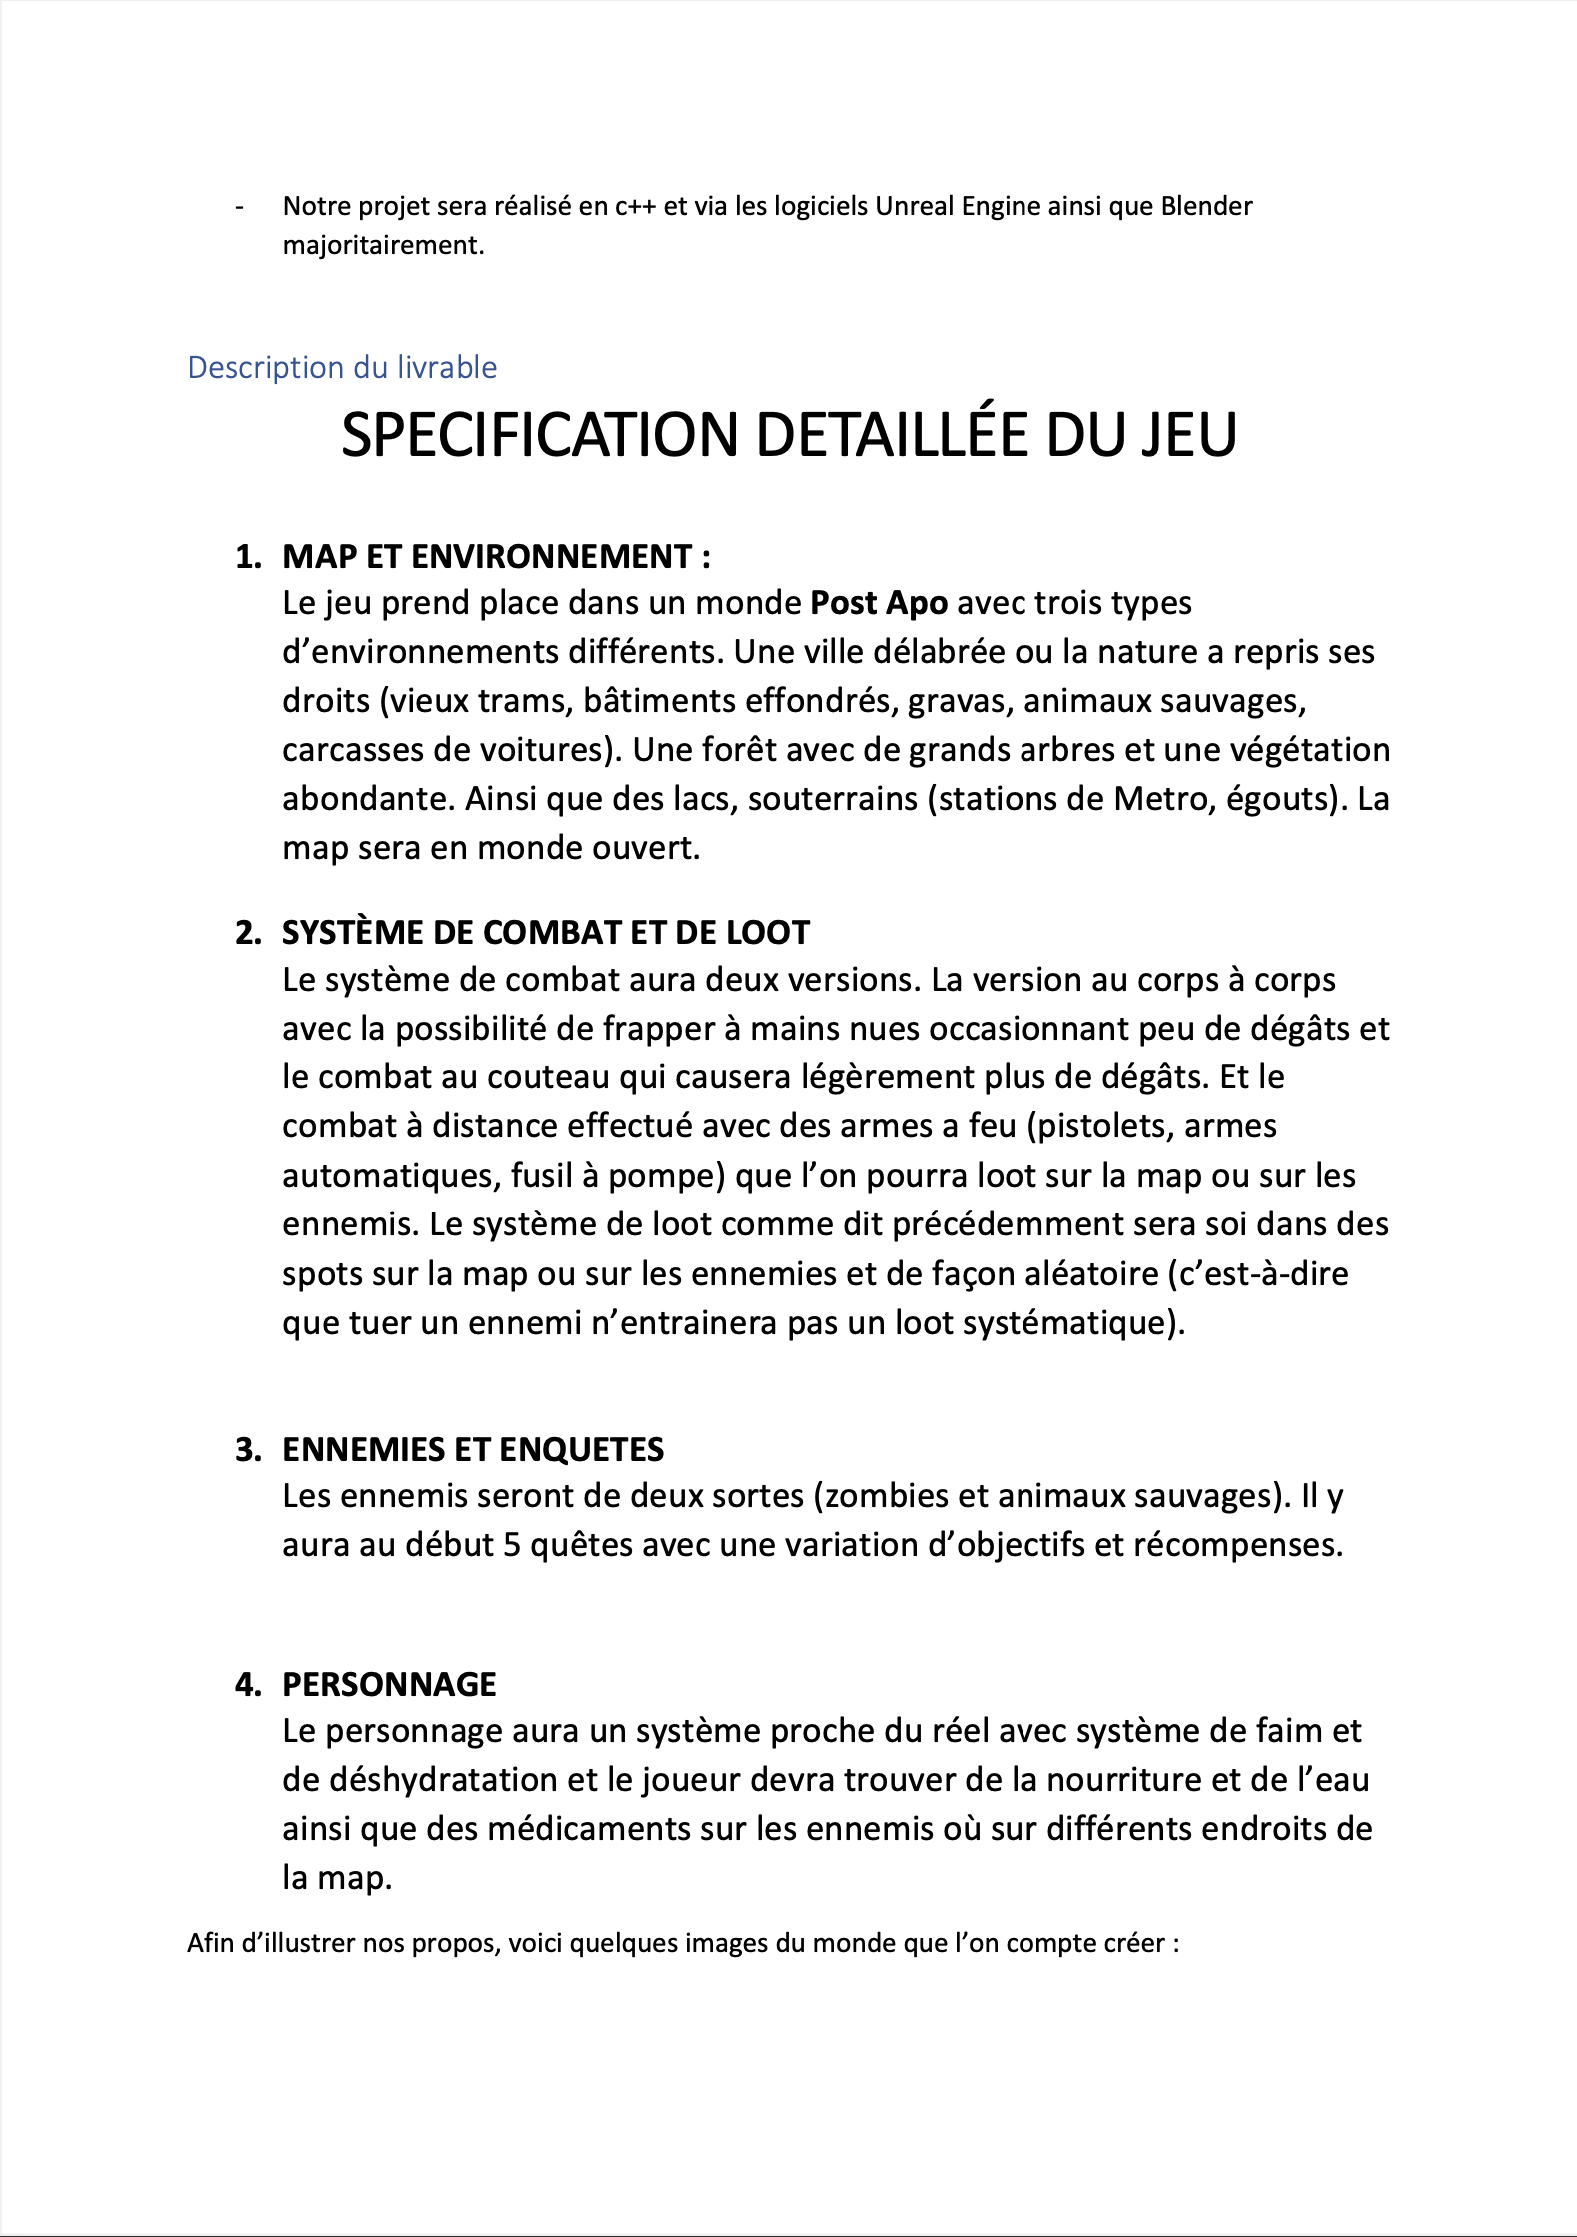 - Notre projet sera réalisé en c++ et via les logiciels Unreal Engine ainsi que Blender
majoritairement.
Description du livrable
SPECIFICATION DETAILLÉE DU JEU
1. MAP ET ENVIRONNEMENT :
Le jeu prend place dans un monde Post Apo avec trois types
d’environnements différents. Une ville délabrée ou la nature a repris ses
droits (vieux trams, bâtiments effondrés, gravas, animaux sauvages,
carcasses de voitures). Une forêt avec de grands arbres et une végétation
abondante. Ainsi que des lacs, souterrains (stations de Metro, égouts). La
map sera en monde ouvert.
2. SYSTÈME DE COMBAT ET DE LOOT
Le système de combat aura deux versions. La version au corps à corps
avec la possibilité de frapper à mains nues occasionnant peu de dégâts et
le combat au couteau qui causera légèrement plus de dégâts. Et le
combat à distance effectué avec des armes a feu (pistolets, armes
automatiques, fusil à pompe) que l’on pourra loot sur la map ou sur les
ennemis. Le système de loot comme dit précédemment sera soi dans des
spots sur la map ou sur les ennemies et de façon aléatoire (c’est-à-dire
que tuer un ennemi n’entrainera pas un loot systématique).
3. ENNEMIES ET ENQUETES
Les ennemis seront de deux sortes (zombies et animaux sauvages). Il y
aura au début 5 quêtes avec une variation d’objectifs et récompenses.
4. PERSONNAGE
Le personnage aura un système proche du réel avec système de faim et
de déshydratation et le joueur devra trouver de la nourriture et de l’eau
ainsi que des médicaments sur les ennemis où sur différents endroits de
la map.
Afin d’illustrer nos propos, voici quelques images du monde que l’on compte créer :